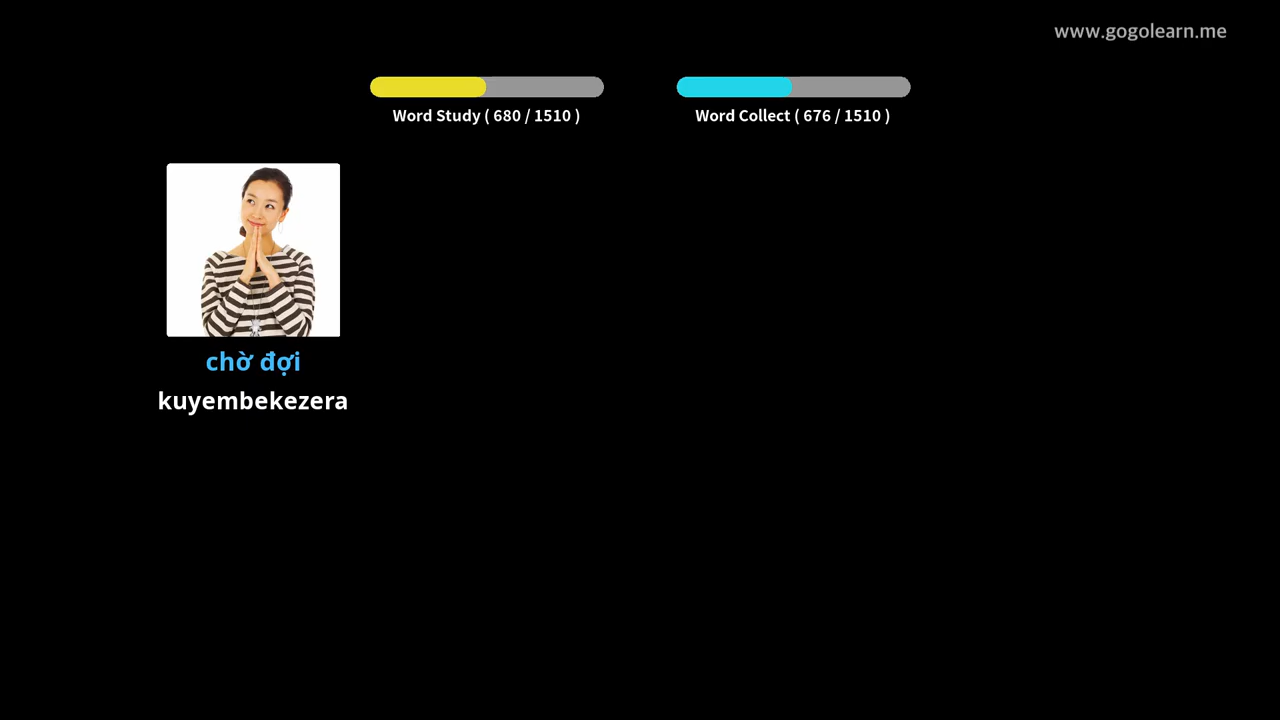 www.gogolearn.me
Word Study ( 680 / 1510 )
Word Collect ( 676 / 1510 )
chờ đợi
kuyembekezera